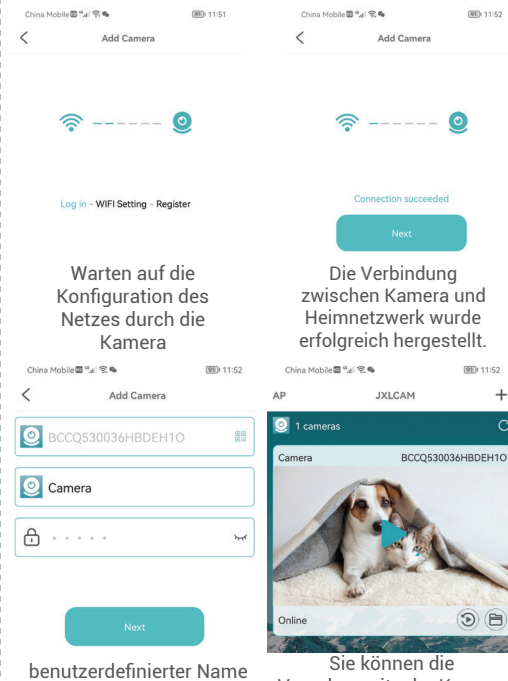 China Mobile 11:51
Add Camera
Log in - WIFI Setting - Register
Warten auf die
Konfiguration des
Netzes durch die
Kamera
China Mobile 11:52
Add Camera
Connection succeeded
Next
Die Verbindung
zwischen Kamera und
Heimnetzwerk wurde
erfolgreich hergestellt.
China Mobile 11:52
Add Camera
BCCQ530036HBDEH1O
Camera
Next
benutzerdefinierter Name
China Mobile 11:52
AP JXLCAM +
1 cameras
Camera BCCQ530036HBDEH1O
Online
Sie können die